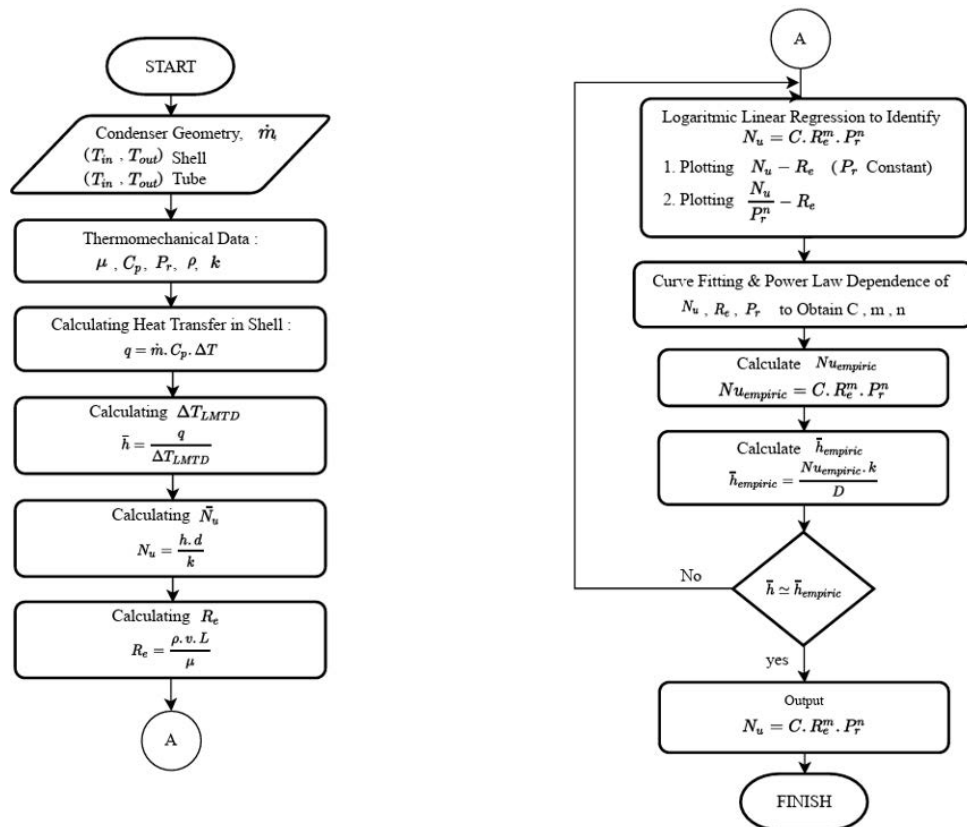 START
Condenser Geometry, ṁ,
(T_in , T_out) Shell
(T_in , T_out) Tube
Thermomechanical Data :
μ , C_p, P_r, ρ, k
Calculating Heat Transfer in Shell :
q = ṁ. C_p. ΔT
Calculating ΔT_LMTD
h̄ = q / ΔT_LMTD
Calculating N̄_u
N_u = h. d / k
Calculating R_e
R_e = ρ. v. L / μ
A
A
Logaritmic Linear Regression to Identify
N_u = C. R_e^m. P_r^n
1. Plotting N_u − R_e (P_r Constant)
2. Plotting N_u / P_r^n − R_e
Curve Fitting & Power Law Dependence of
N_u , R_e , P_r to Obtain C , m , n
Calculate Nu_empiric
Nu_empiric = C. R_e^m. P_r^n
Calculate h̄_empiric
h̄_empiric = Nu_empiric. k / D
h̄ ≃ h̄_empiric
No
yes
Output
N_u = C. R_e^m. P_r^n
FINISH